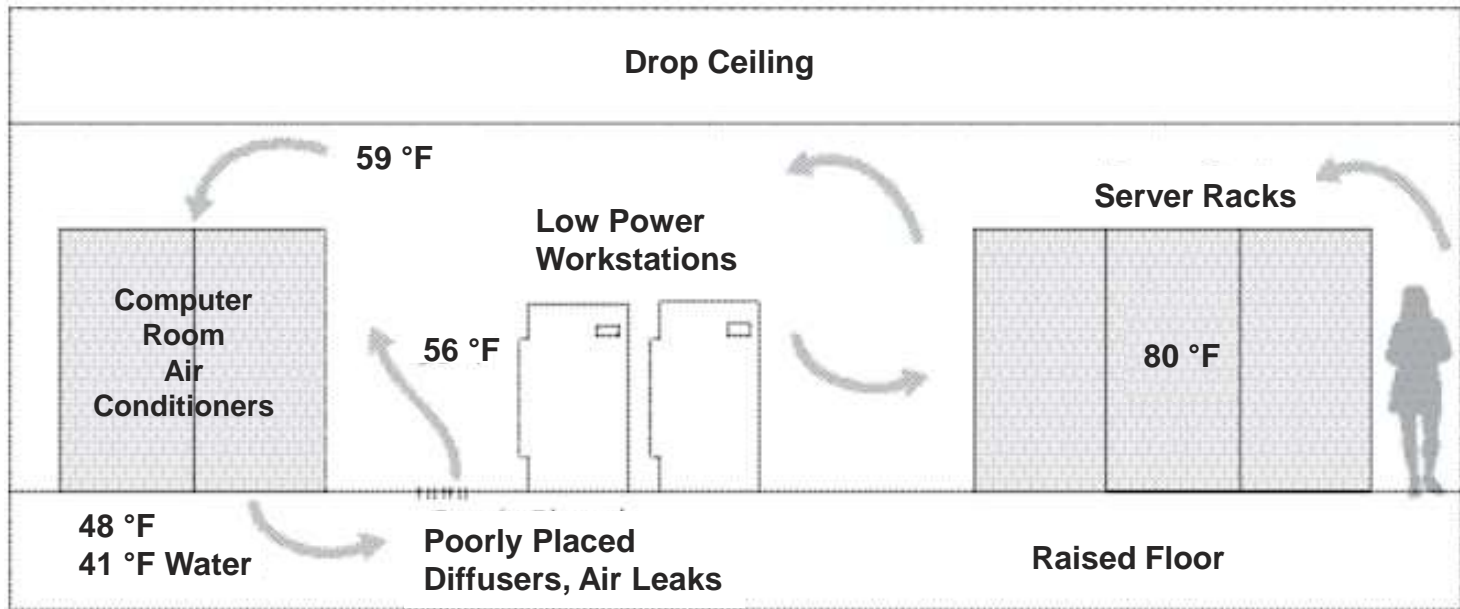 Drop Ceiling
59 °F
Server Racks
Low Power
Workstations
Computer
Room
Air
Conditioners
56 °F
80 °F
48 °F
41 °F Water
Poorly Placed
Diffusers, Air Leaks
Raised Floor